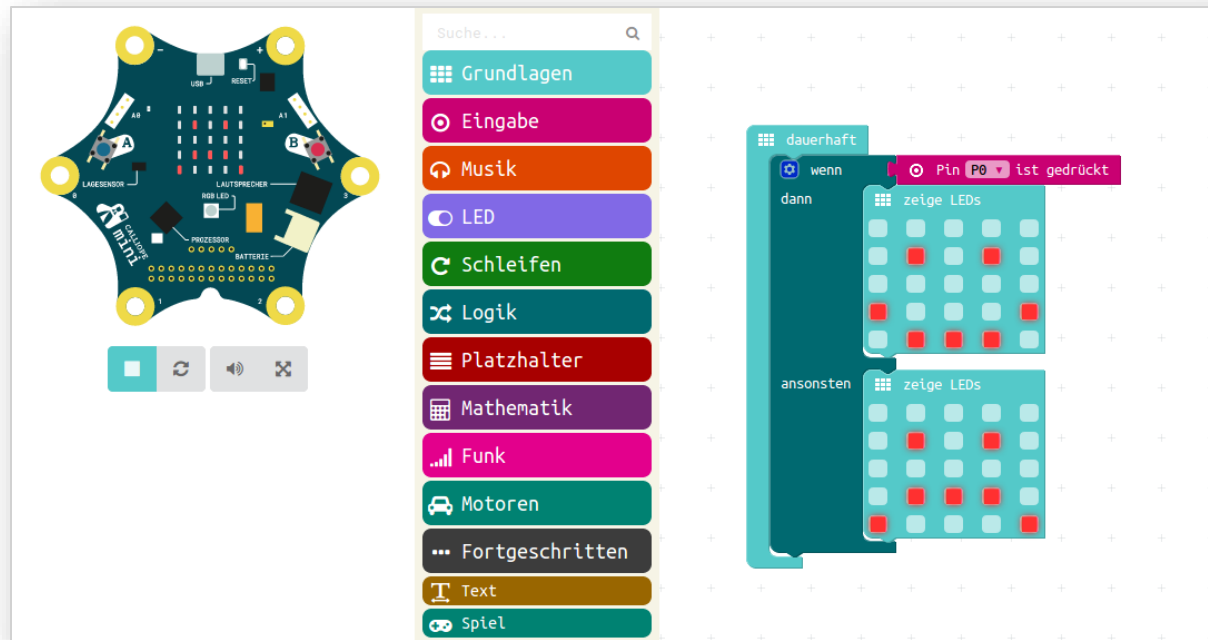 -
+
USB
RESET
A0
A1
A
B
LAGESENSOR
LAUTSPRECHER
0
3
RGB LED
CALLIOPE
mini
PROZESSOR
BATTERIE
1
2
Suche...
Grundlagen
Eingabe
Musik
LED
Schleifen
Logik
Platzhalter
Mathematik
Funk
Motoren
Fortgeschritten
Text
Spiel
dauerhaft
wenn Pin P0 ist gedrückt
dann zeige LEDs
ansonsten zeige LEDs